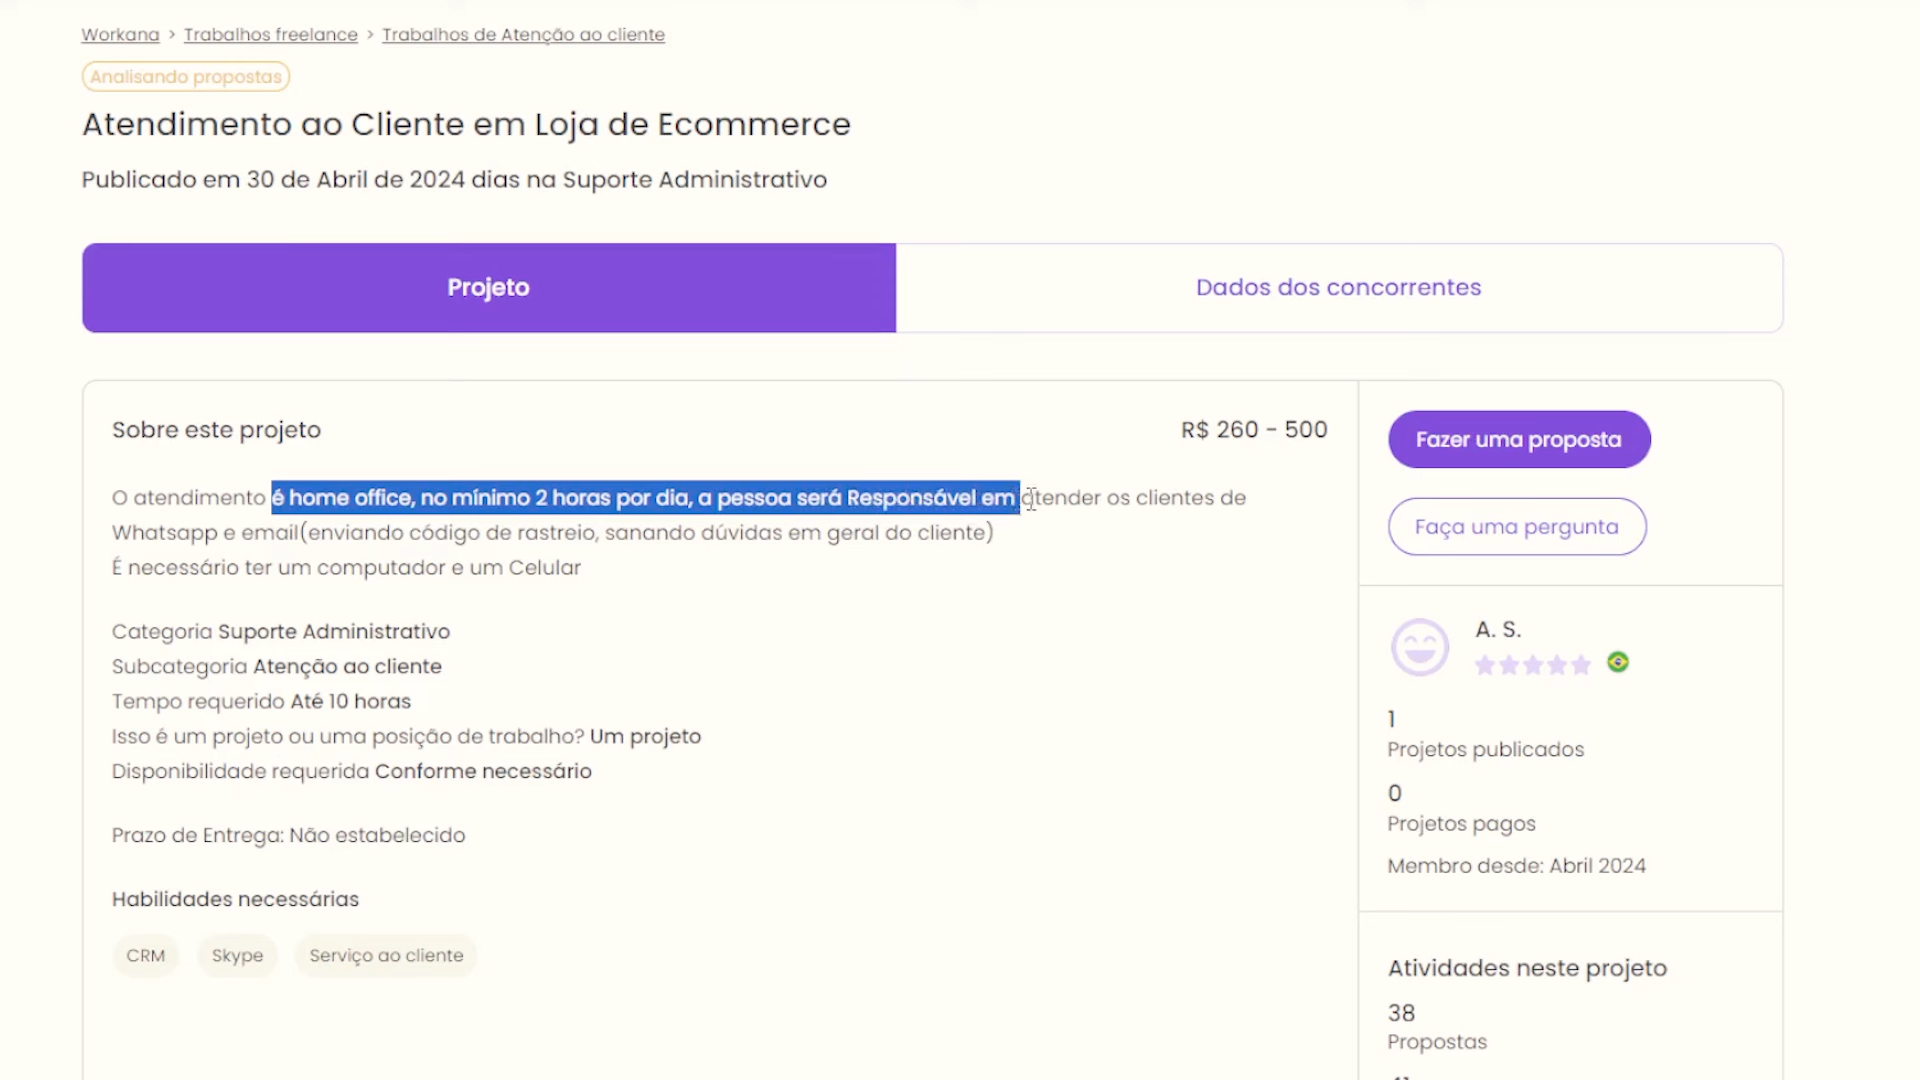 Workana > Trabalhos freelance > Trabalhos de Atenção ao cliente
Analisando propostas
Atendimento ao Cliente em Loja de Ecommerce
Publicado em 30 de Abril de 2024 dias na Suporte Administrativo
Projeto
Dados dos concorrentes
Sobre este projeto
R$ 260 - 500
O atendimento é home office, no mínimo 2 horas por dia, a pessoa será Responsável em atender os clientes de
Whatsapp e email(enviando código de rastreio, sanando dúvidas em geral do cliente)
É necessário ter um computador e um Celular
Categoria Suporte Administrativo
Subcategoria Atenção ao cliente
Tempo requerido Até 10 horas
Isso é um projeto ou uma posição de trabalho? Um projeto
Disponibilidade requerida Conforme necessário
Prazo de Entrega: Não estabelecido
Habilidades necessárias
CRM
Skype
Serviço ao cliente
Fazer uma proposta
Faça uma pergunta
A. S.
1
Projetos publicados
0
Projetos pagos
Membro desde: Abril 2024
Atividades neste projeto
38
Propostas